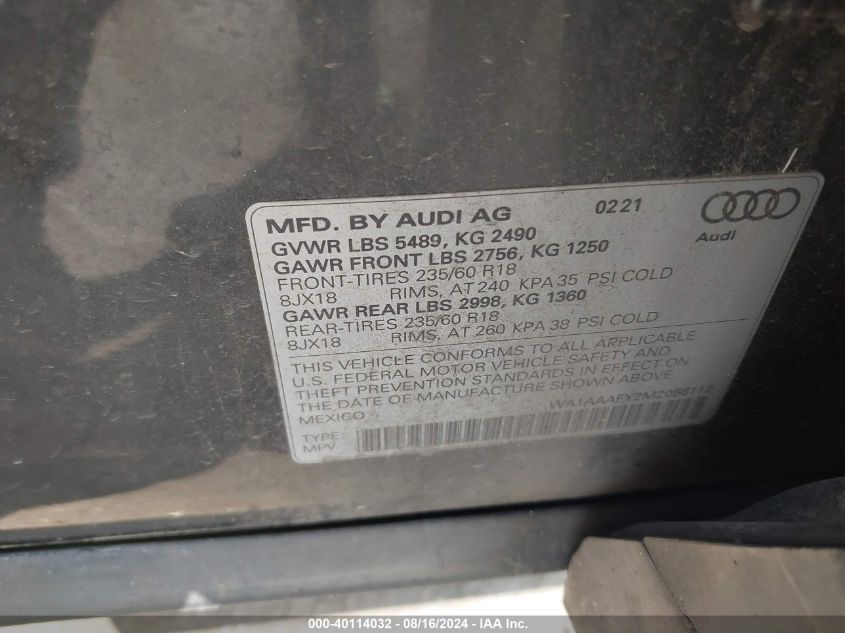 MFD. BY AUDI AG 02 21
Audi
GVWR LBS 5489, KG 2490
GAWR FRONT LBS 2756, KG 1250
FRONT-TIRES 235/60 R18
8JX18 RIMS, AT 240 KPA 35 PSI COLD
GAWR REAR LBS 2998, KG 1360
REAR-TIRES 235/60 R18
8JX18 RIMS, AT 260 KPA 38 PSI COLD
THIS VEHICLE CONFORMS TO ALL APPLICABLE
U.S. FEDERAL MOTOR VEHICLE SAFETY AND
THEFT PREVENTION STANDARDS IN EFFECT ON
THE DATE OF MANUFACTURE SHOWN ABOVE.
MEXICO WA1AAAFY2M2056112
TYPE:
MPV
000-40114032 - 08/16/2024 - IAA Inc.